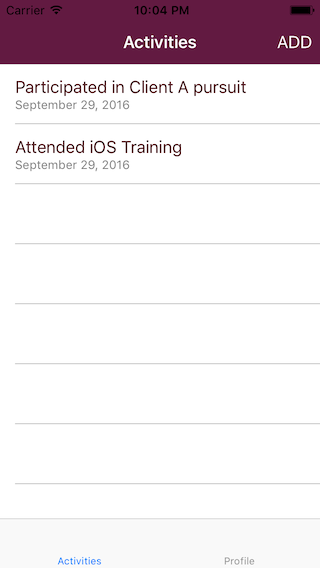 Carrier 10:04 PM
Activities ADD
Participated in Client A pursuit
September 29, 2016
Attended iOS Training
September 29, 2016
Activities Profile